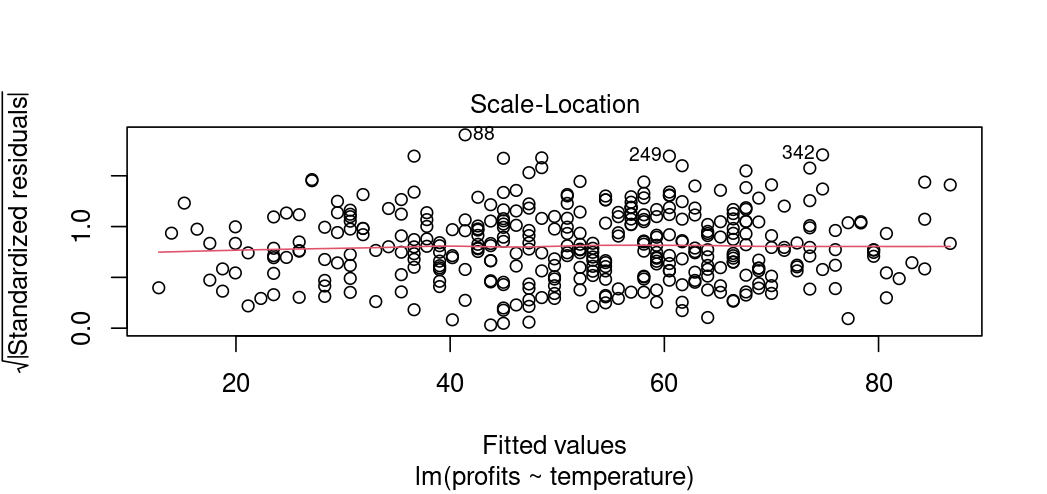 Scale-Location
√|Standardized residuals|
88
249
342
1.0
0.0
20 40 60 80
Fitted values
lm(profits ~ temperature)